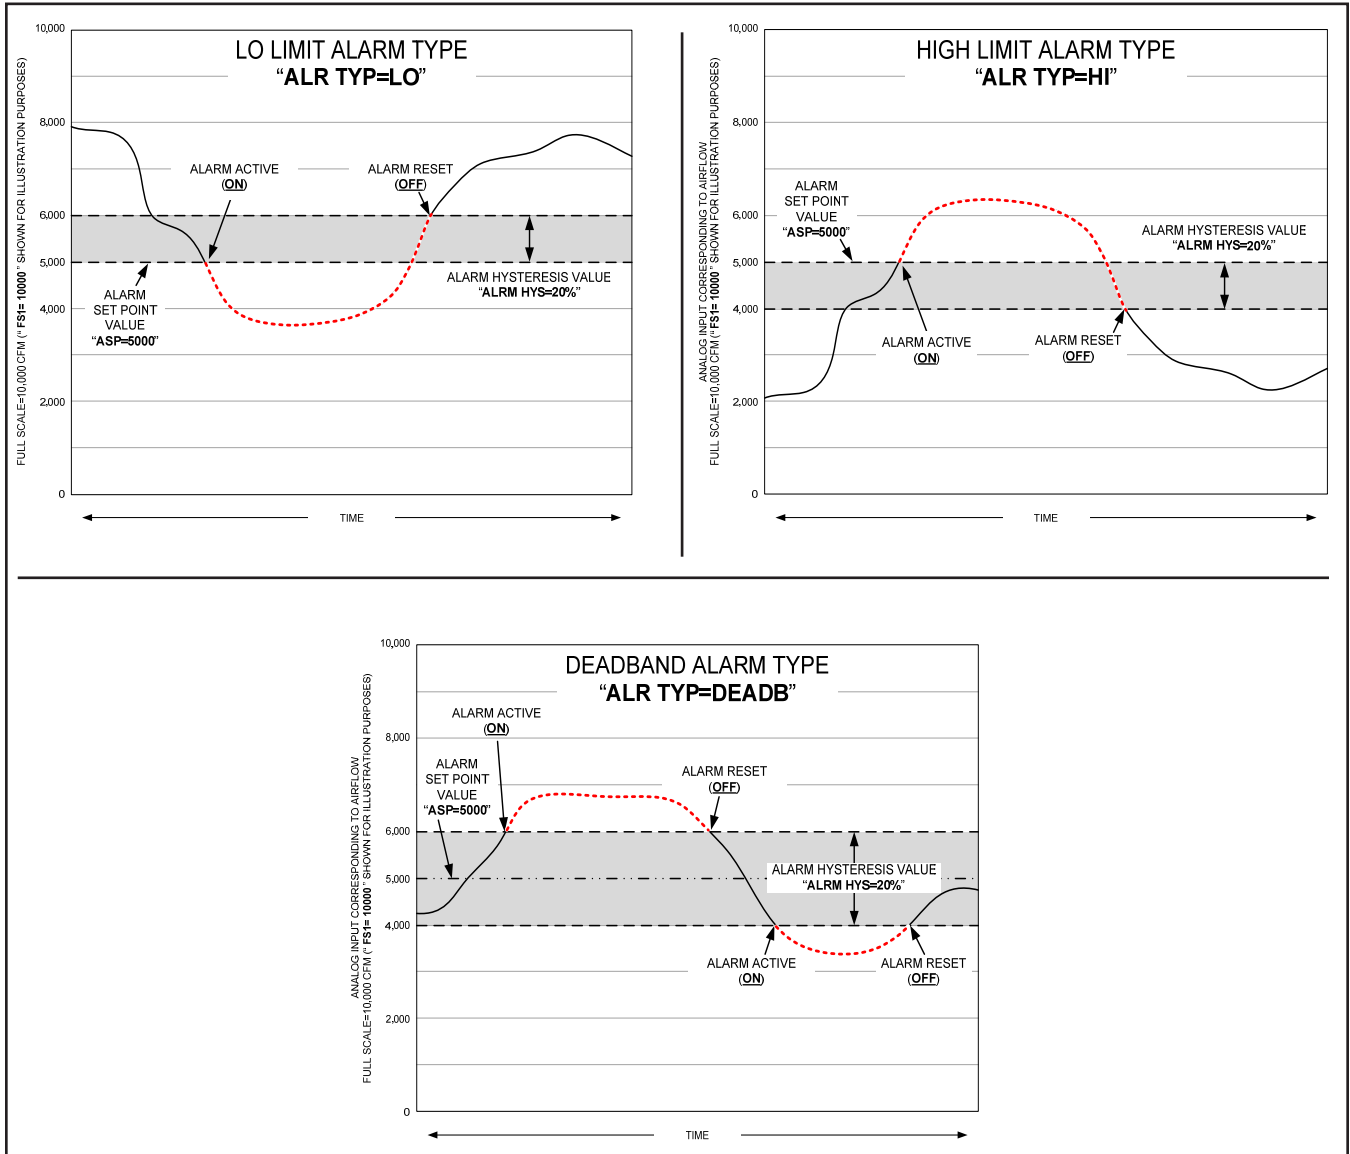 LO LIMIT ALARM TYPE
“ALR TYP=LO”
FULL SCALE=10,000 CFM (“ FS1= 10000” SHOWN FOR ILLUSTRATION PURPOSES)
10,000
8,000
6,000
5,000
4,000
2,000
0
ALARM ACTIVE
(ON)
ALARM RESET
(OFF)
ALARM
SET POINT
VALUE
“ASP=5000”
ALARM HYSTERESIS VALUE
“ALRM HYS=20%”
TIME
HIGH LIMIT ALARM TYPE
“ALR TYP=HI”
ANALOG INPUT CORRESPONDING TO AIRFLOW
FULL SCALE=10,000 CFM (“ FS1= 10000” SHOWN FOR ILLUSTRATION PURPOSES)
10,000
8,000
6,000
5,000
4,000
2,000
0
ALARM
SET POINT
VALUE
“ASP=5000”
ALARM HYSTERESIS VALUE
“ALRM HYS=20%”
ALARM ACTIVE
(ON)
ALARM RESET
(OFF)
TIME
DEADBAND ALARM TYPE
“ALR TYP=DEADB”
ANALOG INPUT CORRESPONDING TO AIRFLOW
FULL SCALE=10,000 CFM (“ FS1= 10000” SHOWN FOR ILLUSTRATION PURPOSES)
10,000
8,000
6,000
5,000
4,000
2,000
0
ALARM ACTIVE
(ON)
ALARM
SET POINT
VALUE
“ASP=5000”
ALARM RESET
(OFF)
ALARM HYSTERESIS VALUE
“ALRM HYS=20%”
ALARM ACTIVE
(ON)
ALARM RESET
(OFF)
TIME